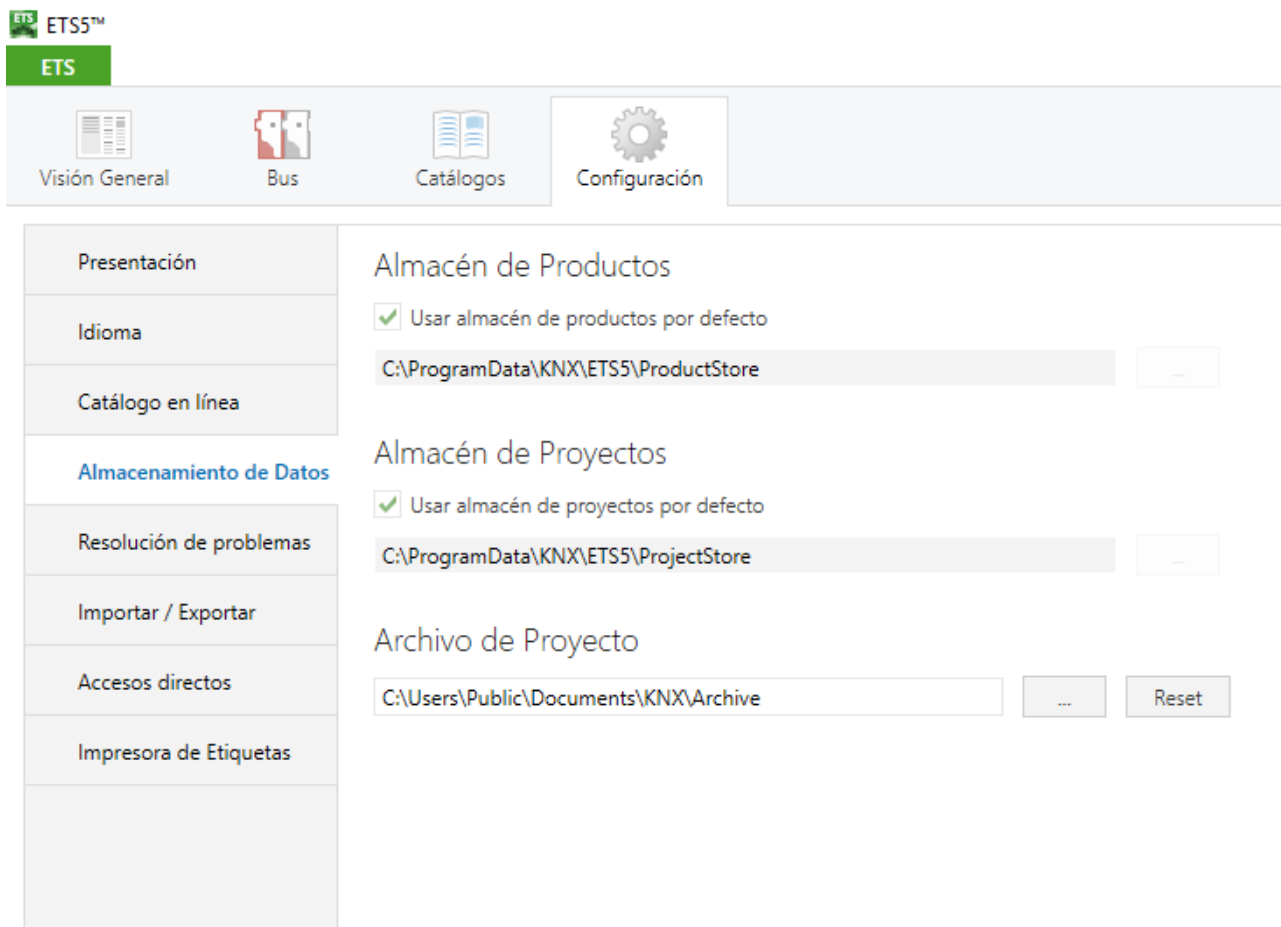 ETS5™
ETS
Visión General
Bus
Catálogos
Configuración
Presentación
Idioma
Catálogo en línea
Almacenamiento de Datos
Resolución de problemas
Importar / Exportar
Accesos directos
Impresora de Etiquetas
Almacén de Productos
Usar almacén de productos por defecto
C:\ProgramData\KNX\ETS5\ProductStore
...
Almacén de Proyectos
Usar almacén de proyectos por defecto
C:\ProgramData\KNX\ETS5\ProjectStore
...
Archivo de Proyecto
C:\Users\Public\Documents\KNX\Archive
...
Reset